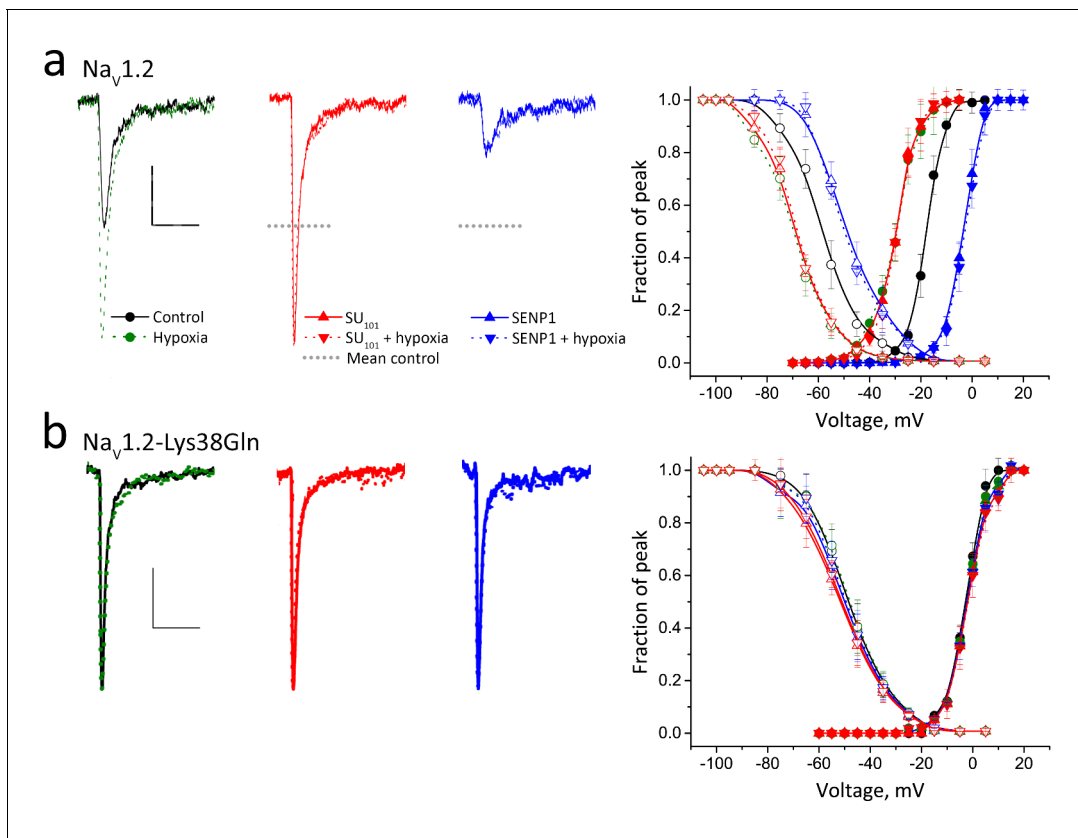 a
Nav1.2
Control
Hypoxia
SU101
SU101 + hypoxia
Mean control
SENP1
SENP1 + hypoxia
Fraction of peak
1.0
0.8
0.6
0.4
0.2
0.0
-100 -80 -60 -40 -20 0 20
Voltage, mV
b
Nav1.2-Lys38Gln
Fraction of peak
1.0
0.8
0.6
0.4
0.2
0.0
-100 -80 -60 -40 -20 0 20
Voltage, mV